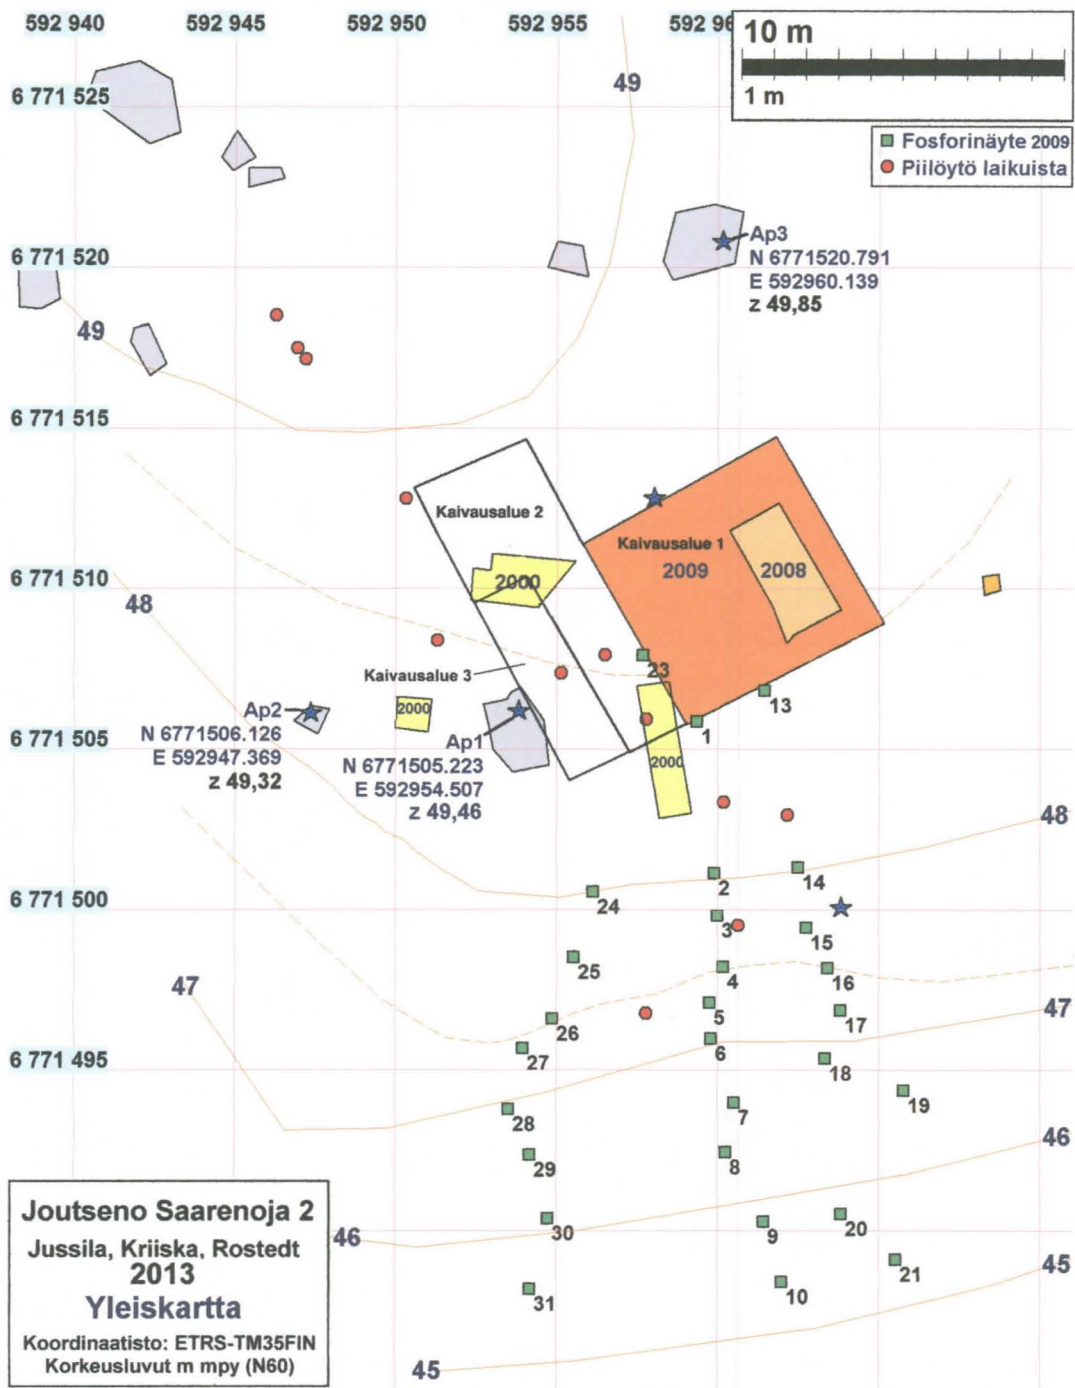 592 940
592 945
592 950
592 955
592 96
10 m
1 m
Fosforinäyte 2009
Piilöytö laikuista
6 771 525
49
Ap3
N 6771520.791
E 592960.139
z 49,85
6 771 520
49
6 771 515
Kaivausalue 2
Kaivausalue 1
2009
2008
2000
6 771 510
48
Kaivausalue 3
23
13
2000
Ap2
N 6771506.126
E 592947.369
z 49,32
Ap1
N 6771505.223
E 592954.507
z 49,46
1
2000
6 771 505
48
2
14
24
6 771 500
3
15
25
4
16
47
5
17
47
26
6
27
18
6 771 495
19
7
28
8
46
29
20
9
30
46
21
45
10
31
45
Joutseno Saarenoja 2
Jussila, Kriiska, Rostedt
2013
Yleiskartta
Koordinaatisto: ETRS-TM35FIN
Korkeusluvut m mpy (N60)